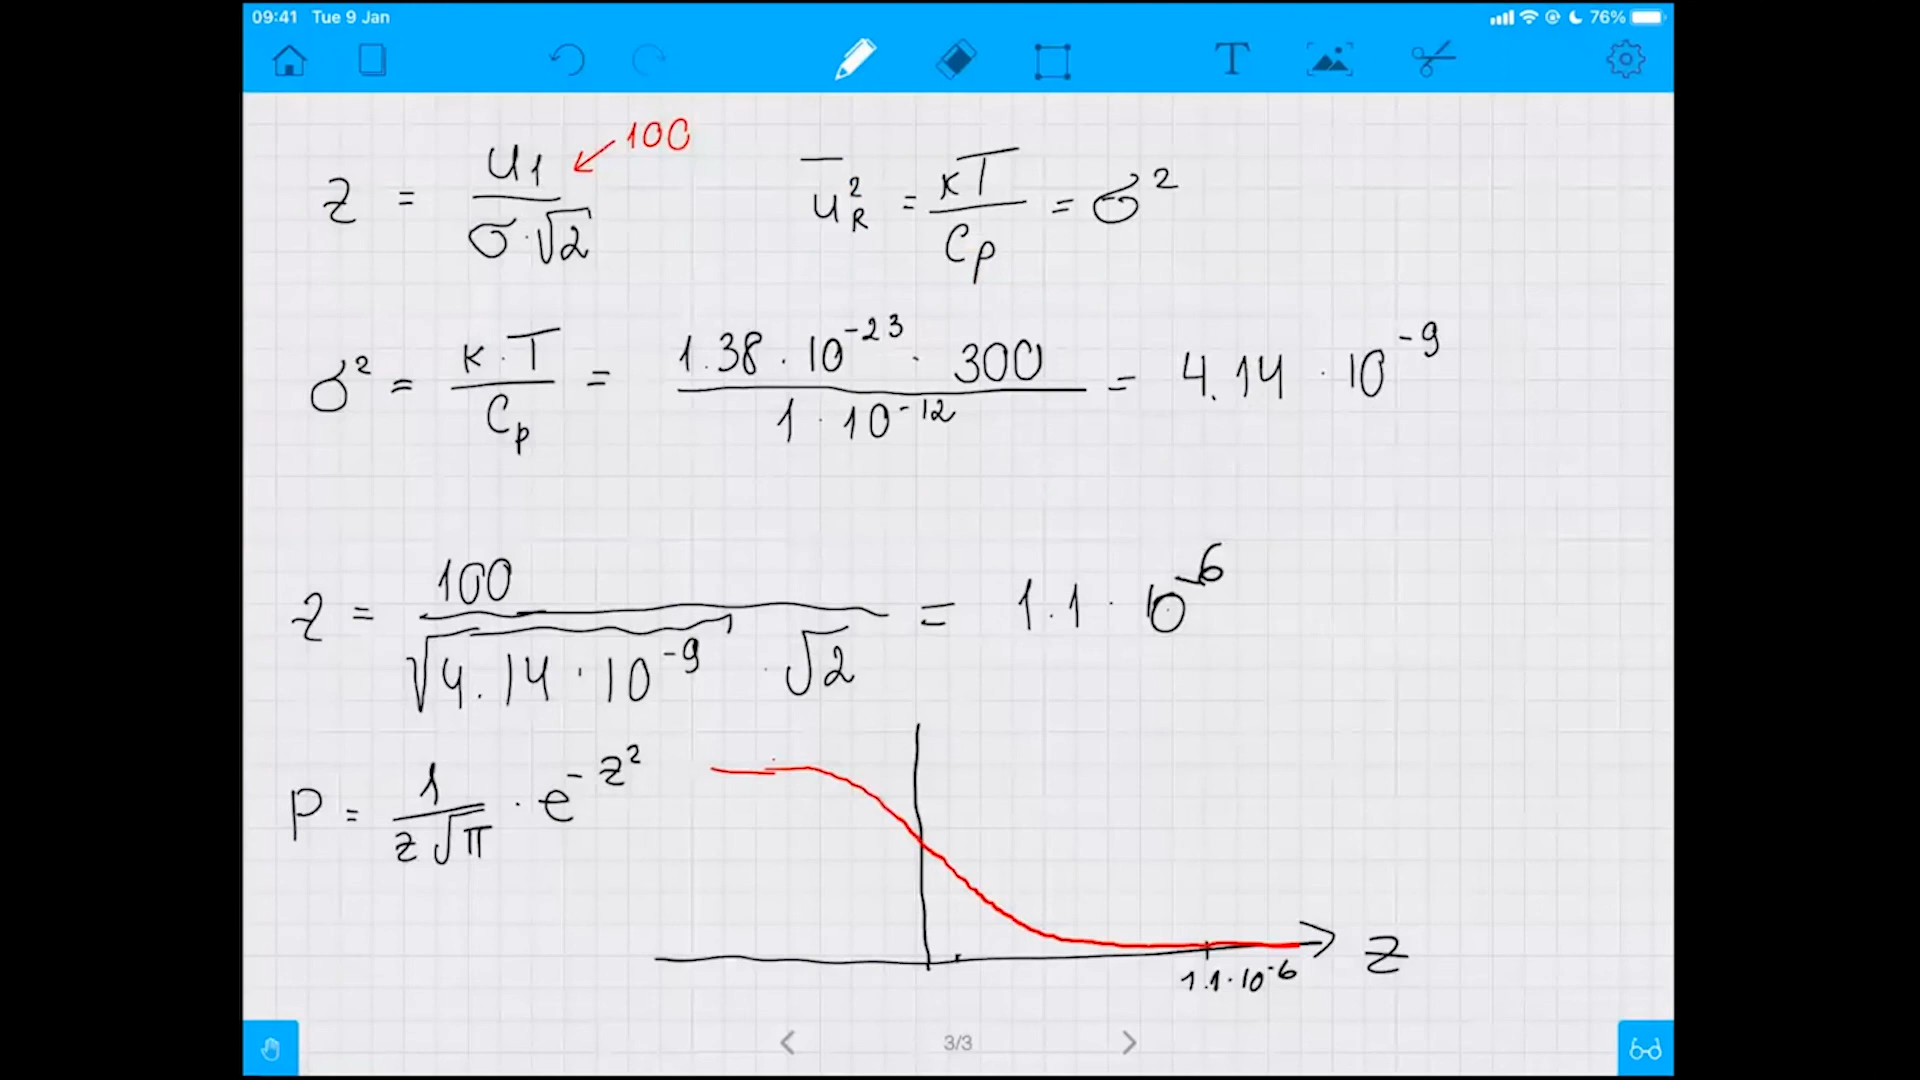 09:41 Tue 9 Jan 76%
T
z = u1 / σ·√2 ← 100
u̅_R² = кT / Cp = σ²
σ² = к·T / Cp = 1.38 · 10⁻²³ · 300 / 1 · 10⁻¹² = 4.14 · 10⁻⁹
z = 100 / √4.14 · 10⁻⁹ · √2 = 1.1 · 10⁻⁶
P = 1 / z√π · e^-z²
z
1.1 · 10⁻⁶
3/3